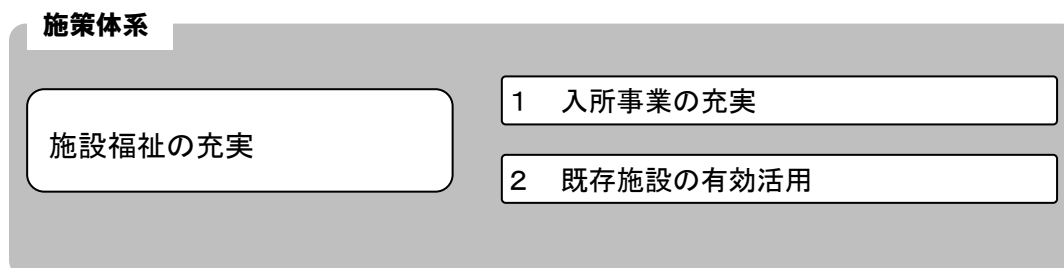 施策体系
施設福祉の充実
１　入所事業の充実
２　既存施設の有効活用